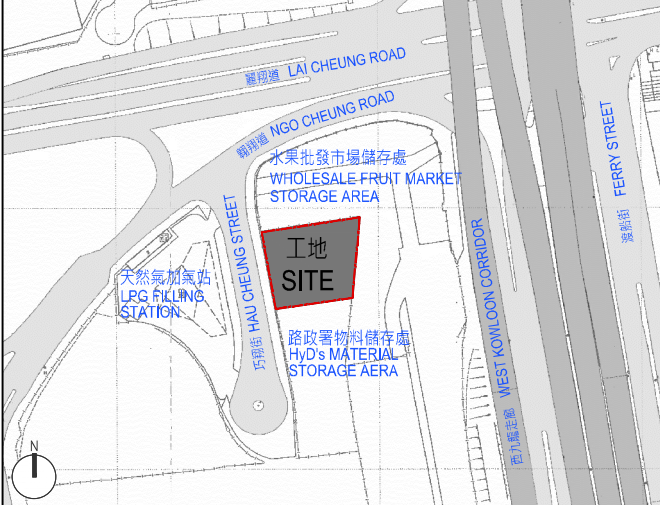 麗翔道 LAI CHEUNG ROAD
翱翔道 NGO CHEUNG ROAD
渡船街 FERRY STREET
水果批發市場儲存處
WHOLESALE FRUIT MARKET
STORAGE AREA
巧翔街 HAU CHEUNG STREET
工地
SITE
天然氣加氣站
LPG FILLING
STATION
西九龍走廊 WEST KOWLOON CORRIDOR
路政署物料儲存處
HyD's MATERIAL
STORAGE AERA
N